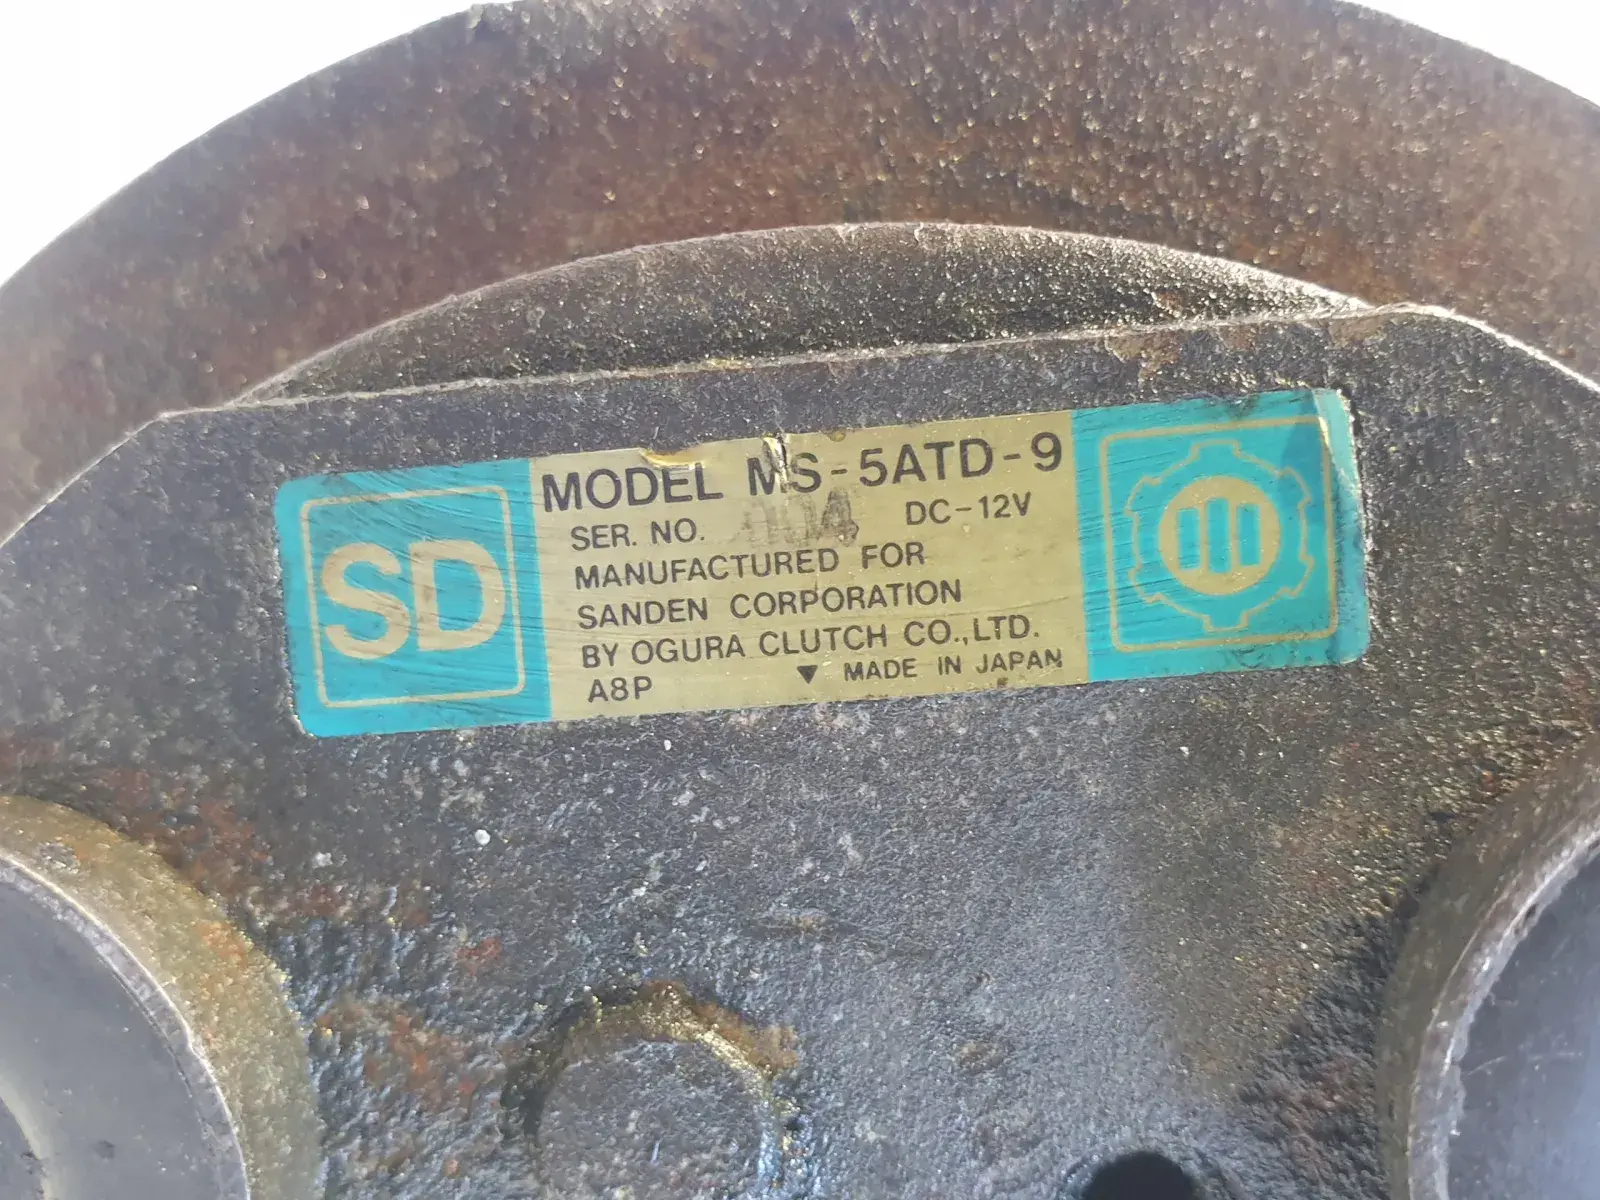 SD
MODEL MS-5ATD-9
SER. NO. DC-12V
MANUFACTURED FOR
SANDEN CORPORATION
BY OGURA CLUTCH CO.,LTD.
A8P ▼ MADE IN JAPAN